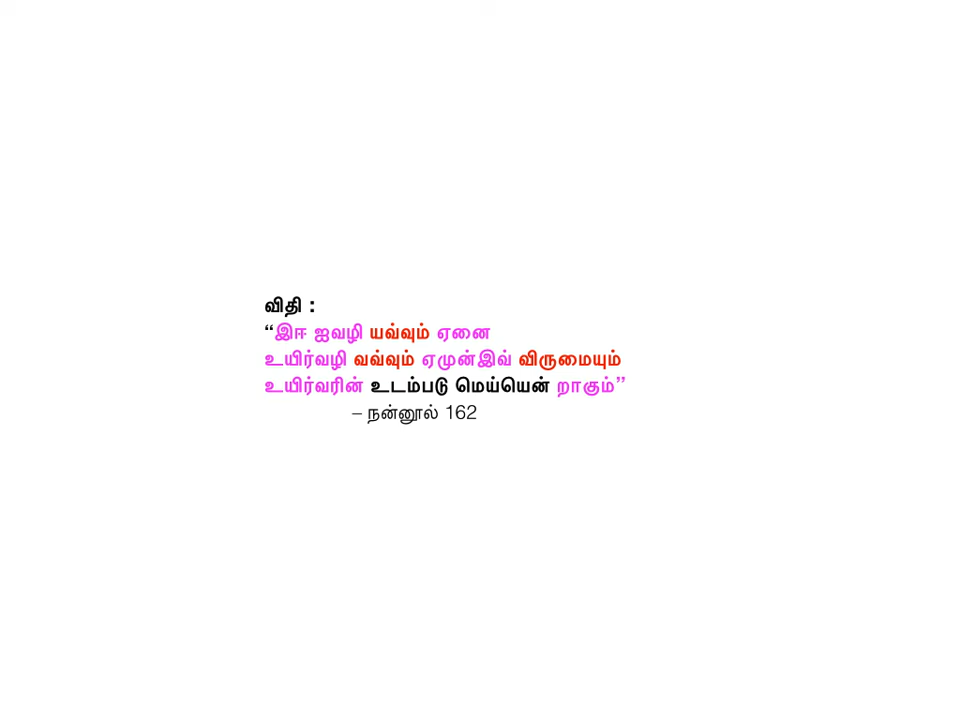 விதி :
“இஈ ஐவழி யவ்வும் ஏனை
உயிர்வழி வவ்வும் ஏமுன்இவ் விருமையும்
உயிர்வரின் உடம்படு மெய்யென் றாகும்”
– நன்னூல் 162